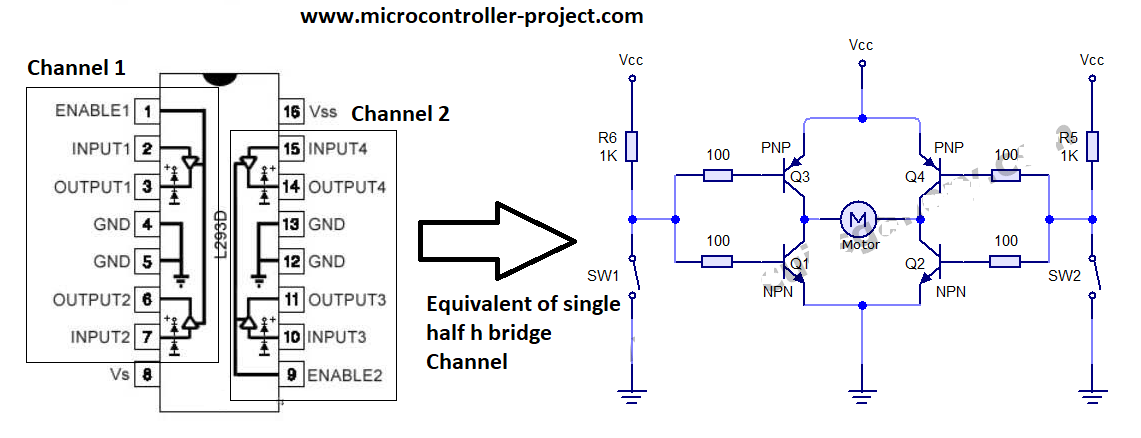 www.microcontroller-project.com
Channel 1
ENABLE1 1
INPUT1 2
OUTPUT1 3
GND 4
GND 5
OUTPUT2 6
INPUT2 7
Vs 8
L293D
Channel 2
16 Vss
15 INPUT4
14 OUTPUT4
13 GND
12 GND
11 OUTPUT3
10 INPUT3
9 ENABLE2
+
+
+
+
Equivalent of single
half h bridge
Channel
Vcc
Vcc
Vcc
R6
1K
R5
1K
PNP
PNP
100
100
Q3
Q4
M
Motor
100
100
Q1
Q2
NPN
NPN
SW1
SW2